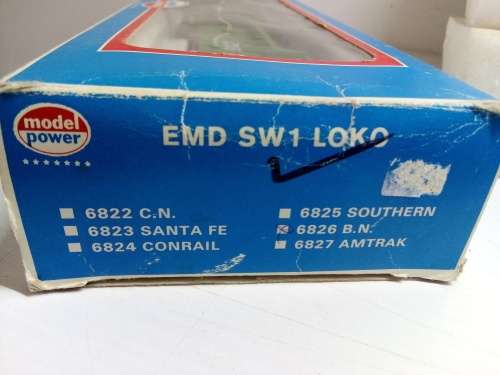 model
power
EMD SW1 LOKO
6822 C.N.
6823 SANTA FE
6824 CONRAIL
6825 SOUTHERN
6826 B.N.
6827 AMTRAK